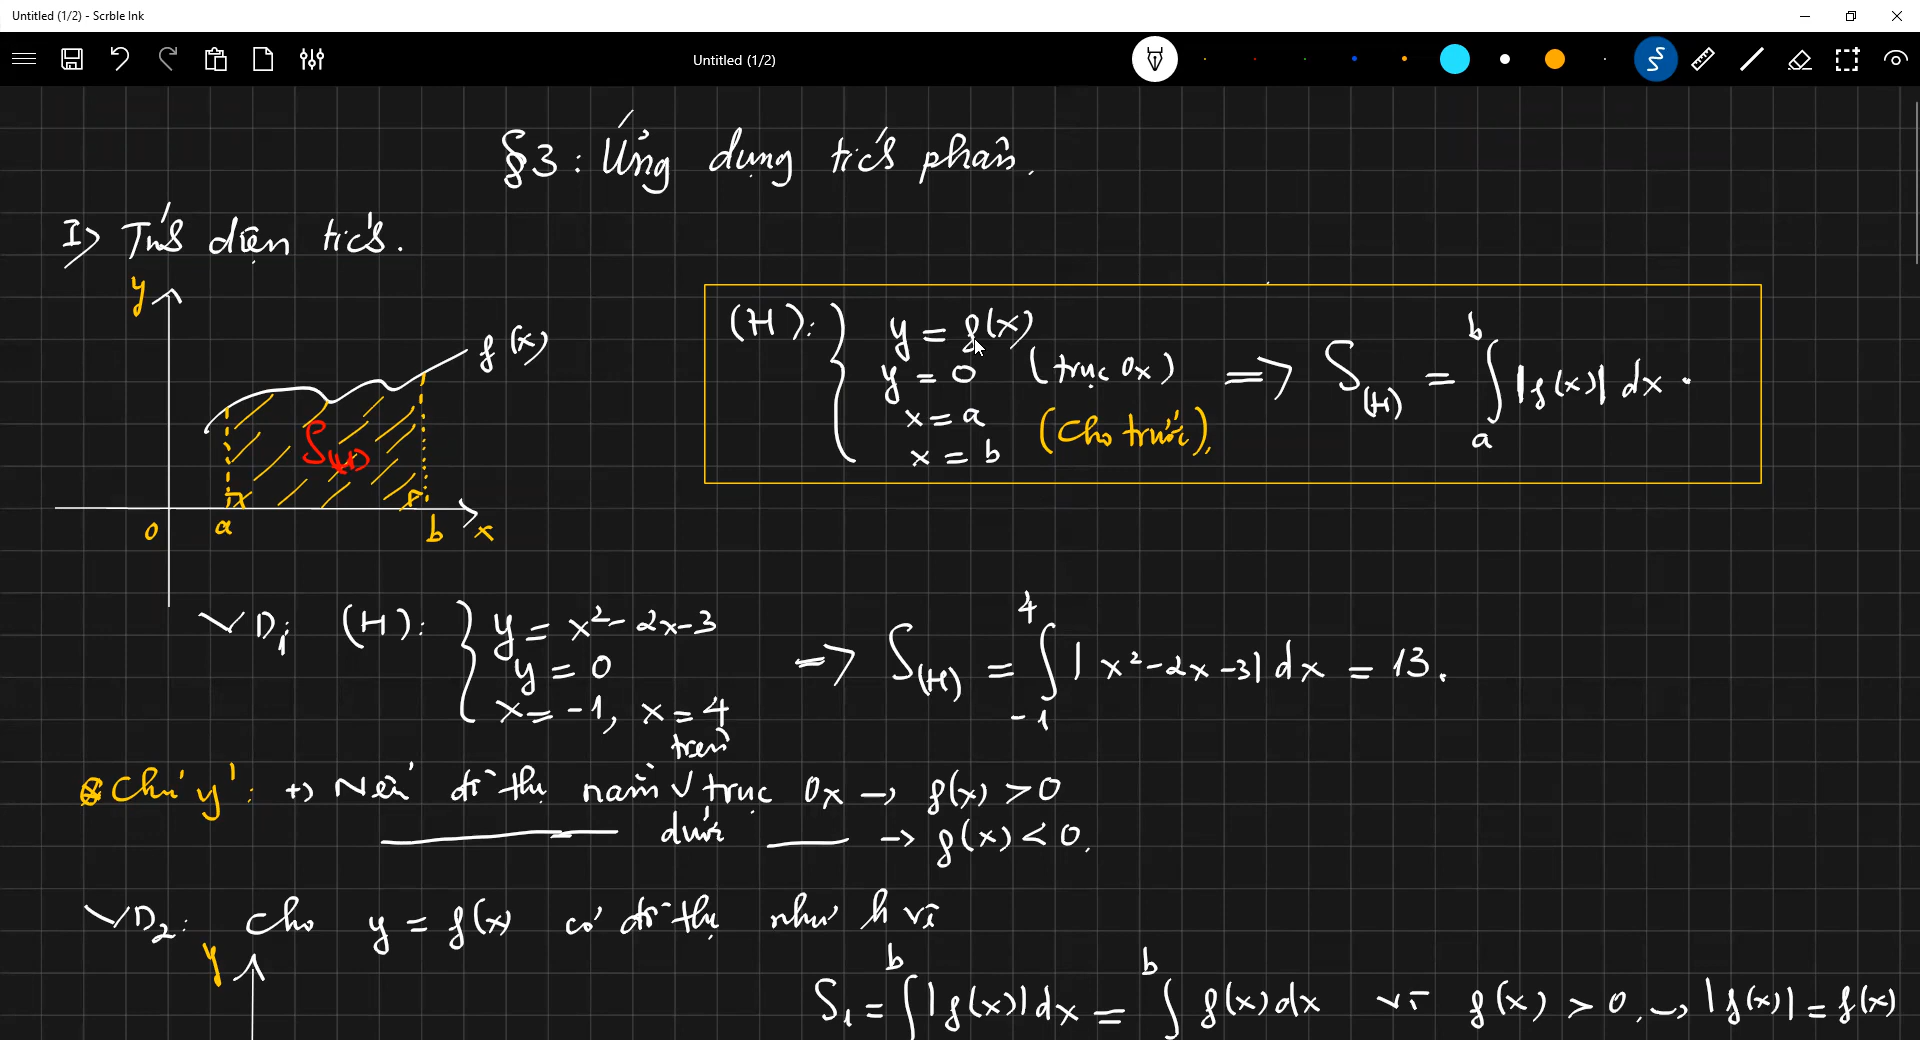 Untitled (1/2) - Scrble Ink
Untitled (1/2)
§3: Ứng dụng tích phân.
I> Tính diện tích.
y
f(x)
S(H)
0 a b x
(H): { y = f(x)
y = 0 (trục Ox)
x = a
x = b (Cho trước).
=> S(H) = ∫_a^b |f(x)| dx.
VD1 (H): { y = x² - 2x - 3
y = 0
x = -1, x = 4
=> S(H) = ∫_{-1}^4 |x² - 2x - 3| dx = 13.
Chú ý: +) Nếu đồ thị nằm trên trục Ox → f(x) > 0
dưới → f(x) < 0.
VD2: Cho y = f(x) có đồ thị như h vẽ
y
S₁ = ∫^b |f(x)| dx = ∫^b f(x) dx vì f(x) > 0. → |f(x)| = f(x)